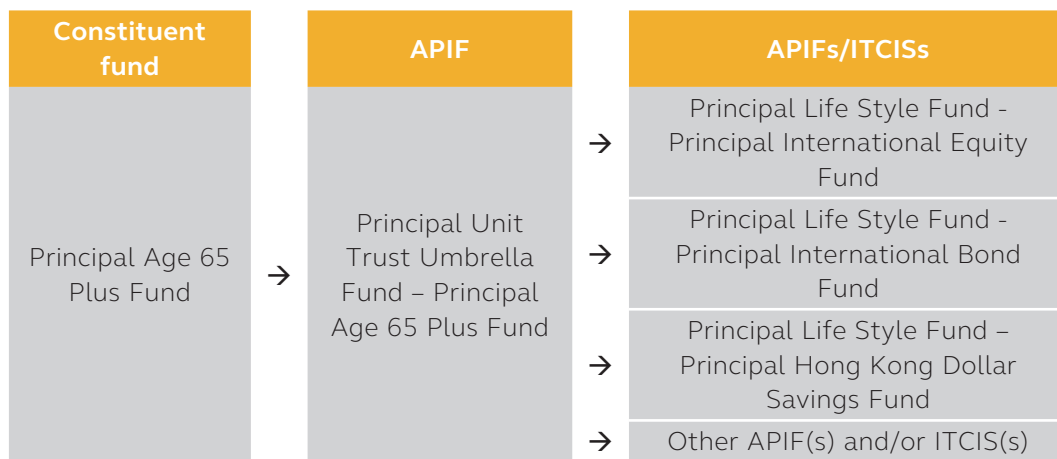 Constituent
fund
APIF
APIFs/ITCISs
Principal Age 65
Plus Fund
→
Principal Unit
Trust Umbrella
Fund – Principal
Age 65 Plus Fund
→
Principal Life Style Fund -
Principal International Equity
Fund
→
Principal Life Style Fund -
Principal International Bond
Fund
→
Principal Life Style Fund –
Principal Hong Kong Dollar
Savings Fund
→
Other APIF(s) and/or ITCIS(s)